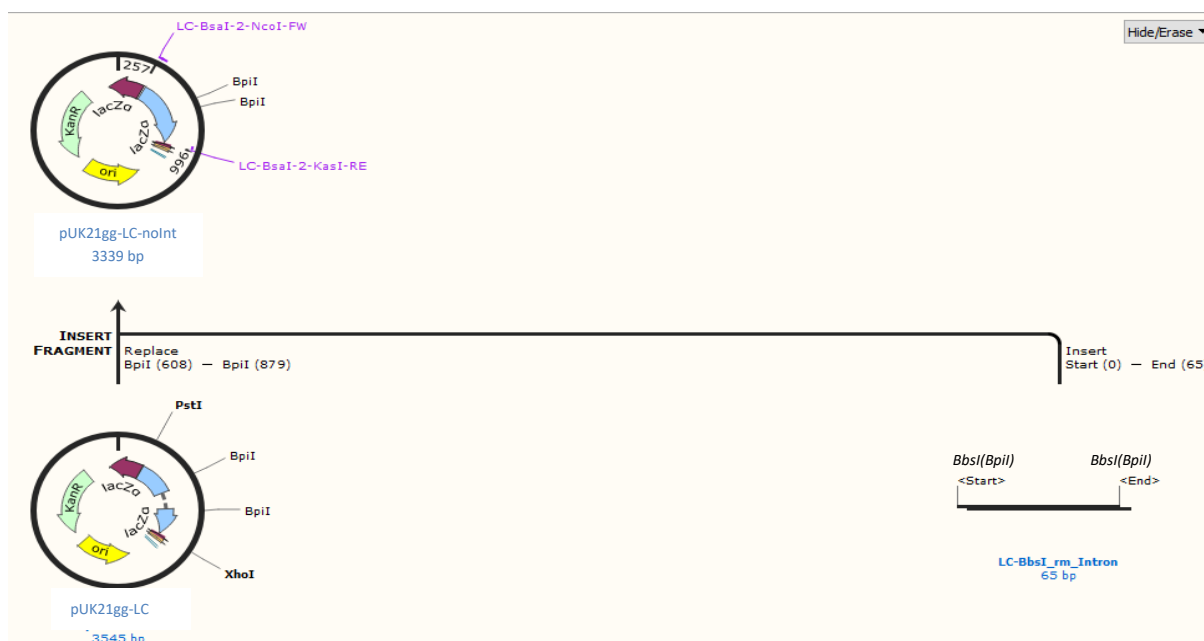 LC-BsaI-2-NcoI-FW
Hide/Erase
257
BpiI
BpiI
lacZα
KanR
lacZα
996
LC-BsaI-2-KasI-RE
ori
pUK21gg-LC-noInt
3339 bp
INSERT
FRAGMENT
Replace
BpiI (608) — BpiI (879)
Insert
Start (0) — End (65
PstI
BpiI
BbsI(BpiI)
BbsI(BpiI)
<Start>
<End>
lacZα
KanR
BpiI
lacZα
ori
XhoI
LC-BbsI_rm_Intron
65 bp
pUK21gg-LC
3545 bp